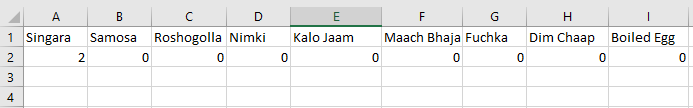 A B C D E F G H I
1 Singara Samosa Roshogolla Nimki Kalo Jaam Maach Bhaja Fuchka Dim Chaap Boiled Egg
2 2 0 0 0 0 0 0 0 0
3
4